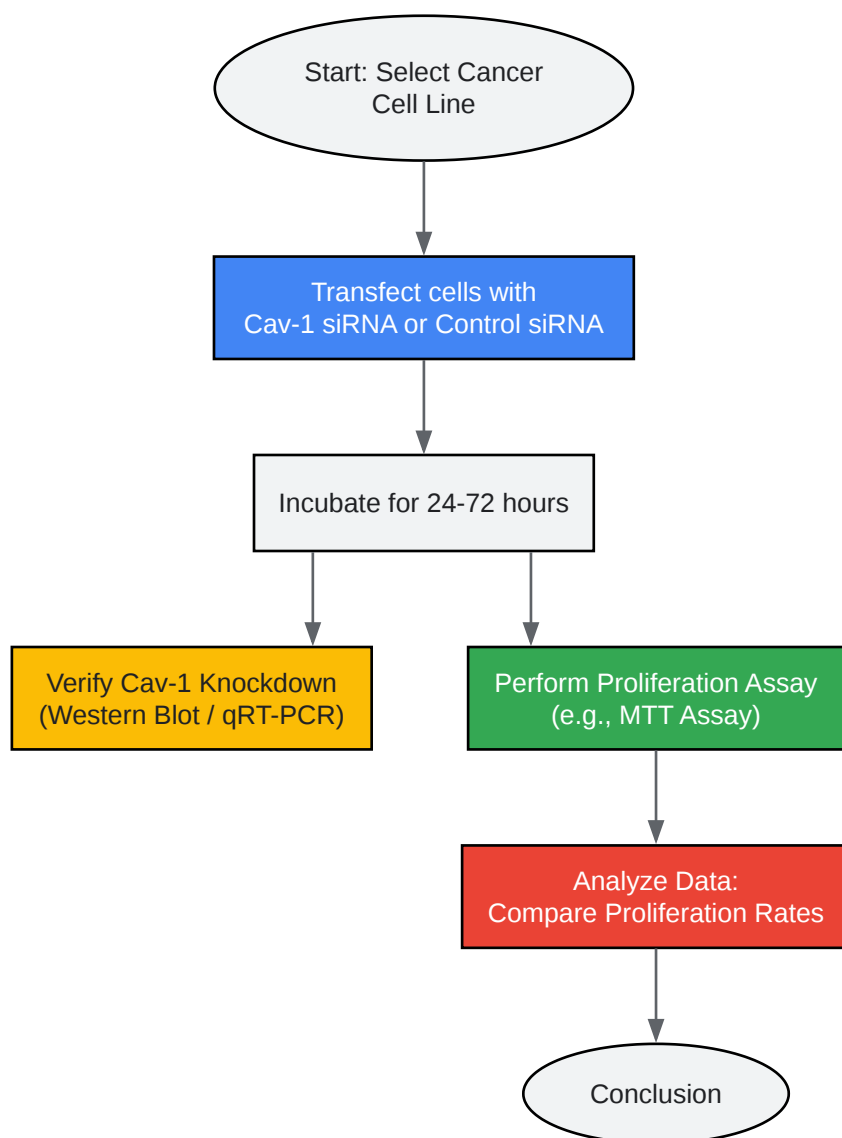 Start: Select Cancer
Cell Line
Transfect cells with
Cav-1 siRNA or Control siRNA
Incubate for 24-72 hours
Verify Cav-1 Knockdown
(Western Blot / qRT-PCR)
Perform Proliferation Assay
(e.g., MTT Assay)
Analyze Data:
Compare Proliferation Rates
Conclusion